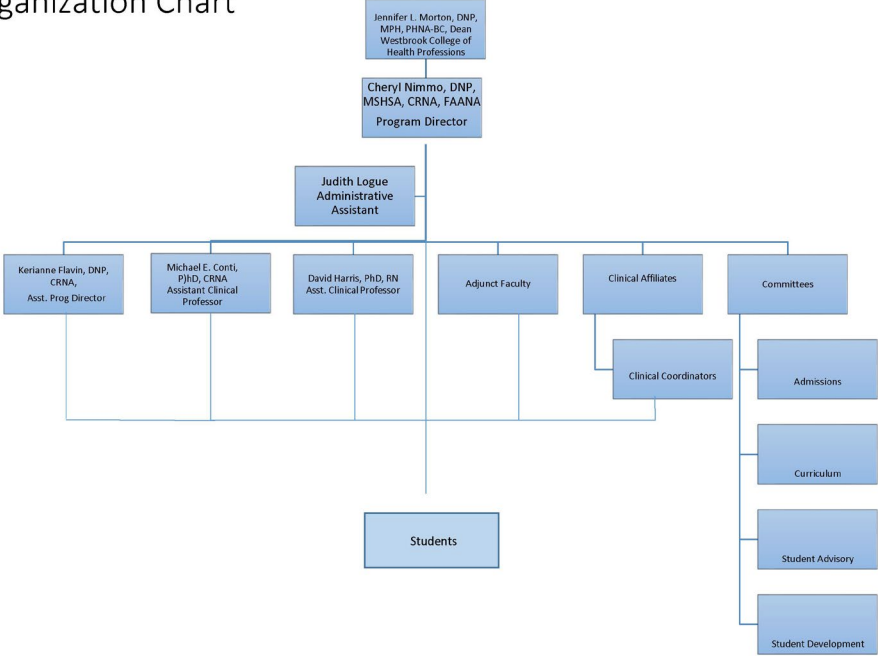 ganization Chart
Jennifer L. Morton, DNP,
MPH, PHNA-BC, Dean
Westbrook College of
Health Professions
Cheryl Nimmo, DNP,
MSHSA, CRNA, FAANA
Program Director
Judith Logue
Administrative
Assistant
Kerianne Flavin, DNP,
CRNA,
Asst. Prog Director
Michael E. Conti,
P)hD, CRNA
Assistant Clinical
Professor
David Harris, PhD, RN
Asst. Clinical Professor
Adjunct Faculty
Clinical Affiliates
Committees
Clinical Coordinators
Admissions
Curriculum
Student Advisory
Student Development
Students